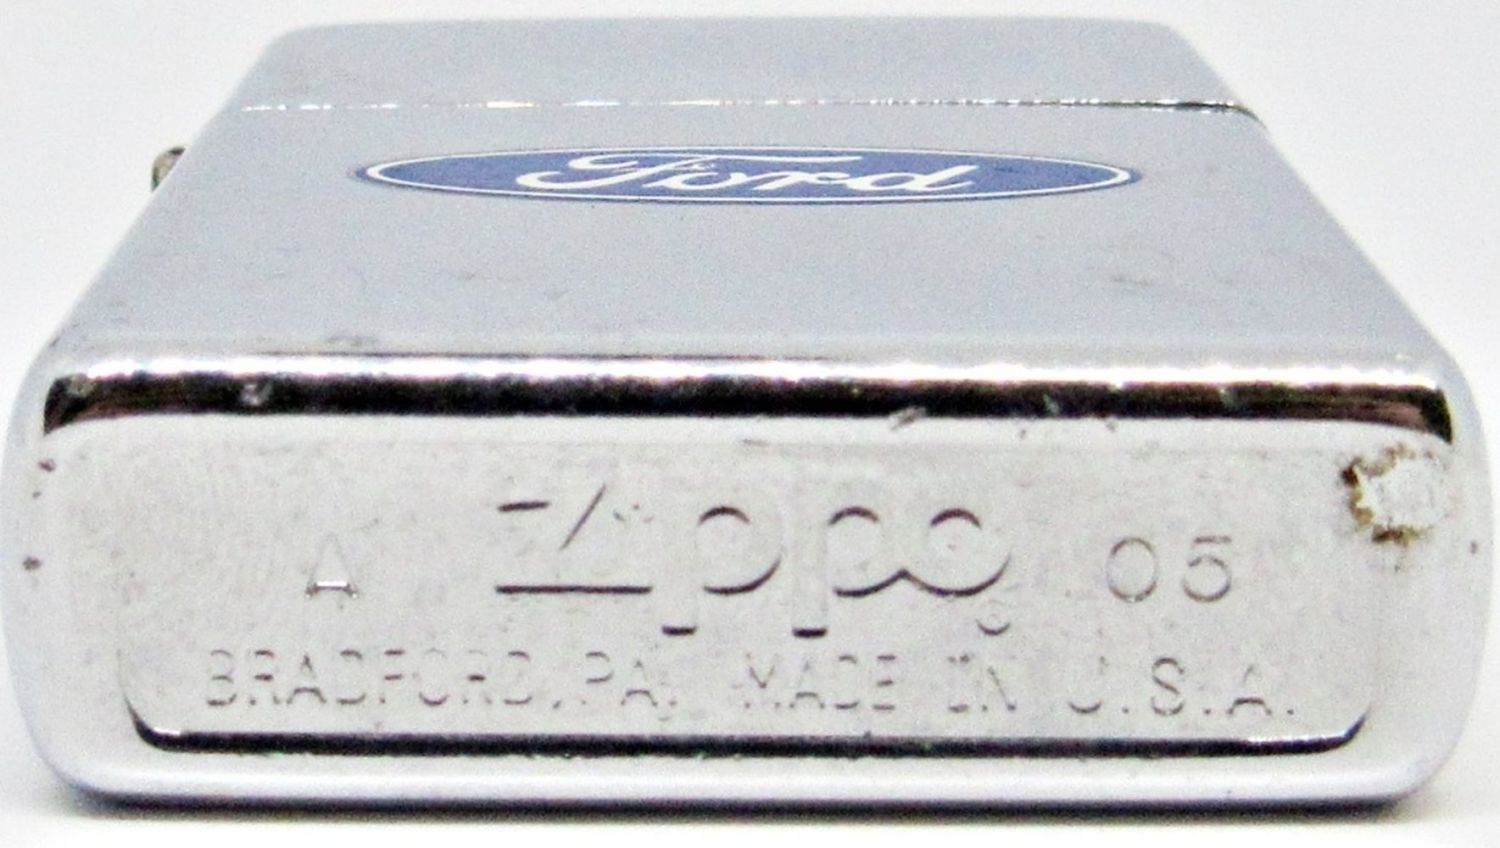 Ford
A Zippo 05
BRADFORD, PA. MADE IN U.S.A.